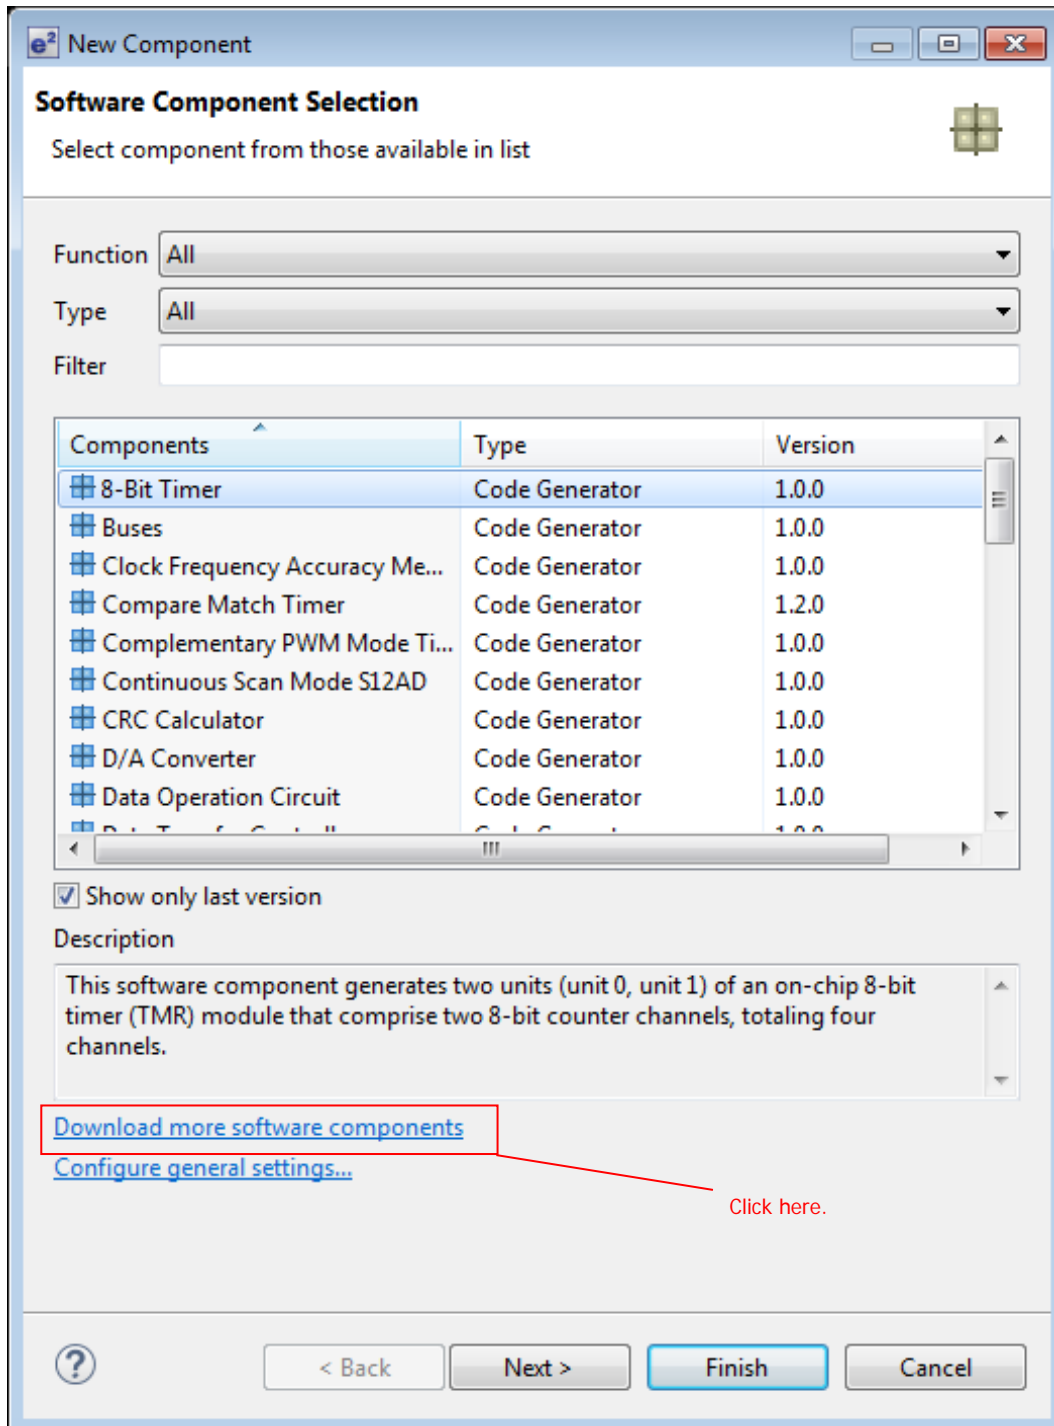 e² New Component
Software Component Selection
Select component from those available in list
Function All
Type All
Filter
Components Type Version
8-Bit Timer Code Generator 1.0.0
Buses Code Generator 1.0.0
Clock Frequency Accuracy Me... Code Generator 1.0.0
Compare Match Timer Code Generator 1.2.0
Complementary PWM Mode Ti... Code Generator 1.0.0
Continuous Scan Mode S12AD Code Generator 1.0.0
CRC Calculator Code Generator 1.0.0
D/A Converter Code Generator 1.0.0
Data Operation Circuit Code Generator 1.0.0
Show only last version
Description
This software component generates two units (unit 0, unit 1) of an on-chip 8-bit
timer (TMR) module that comprise two 8-bit counter channels, totaling four
channels.
Download more software components
Configure general settings...
Click here.
? < Back Next > Finish Cancel